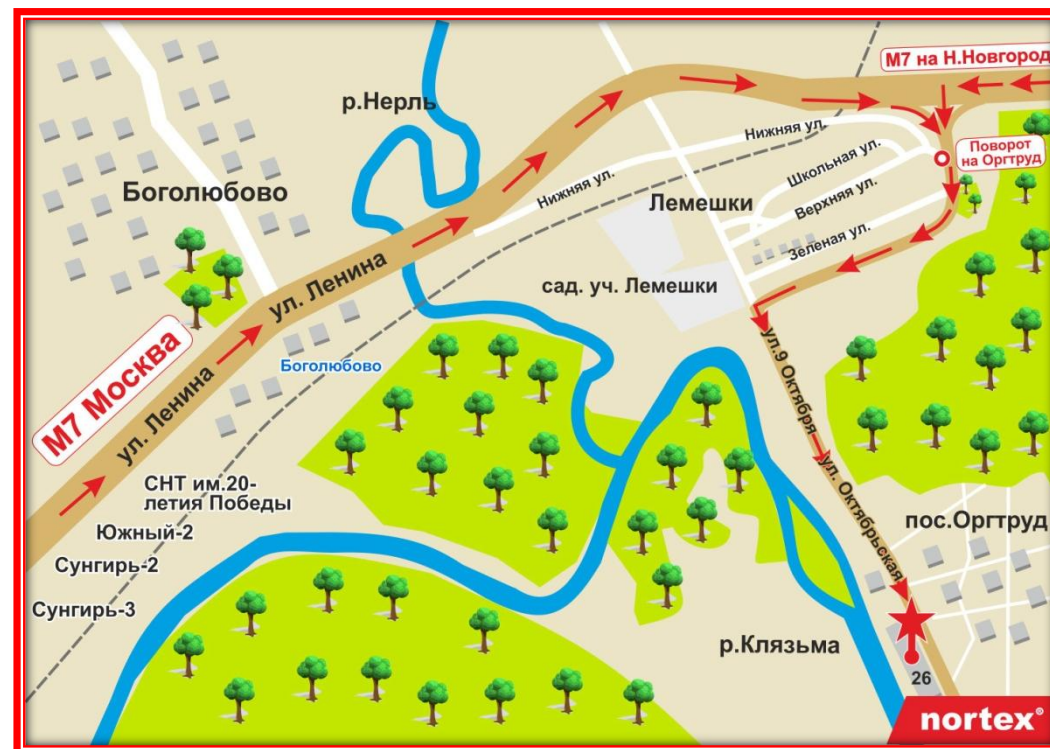 М7 на Н.Новгород
р.Нерль
Нижняя ул.
Школьная ул.
Поворот
на Оргтруд
Боголюбово
Нижняя ул.
Лемешки
Верхняя ул.
Зеленая ул.
ул. Ленина
сад. уч. Лемешки
М7 Москва
Боголюбово
ул.9 Октября
ул. Ленина
СНТ им.20-
летия Победы
Южный-2
ул. Октябрьская
пос.Оргтруд
Сунгирь-2
Сунгирь-3
р.Клязьма
26
nortex®